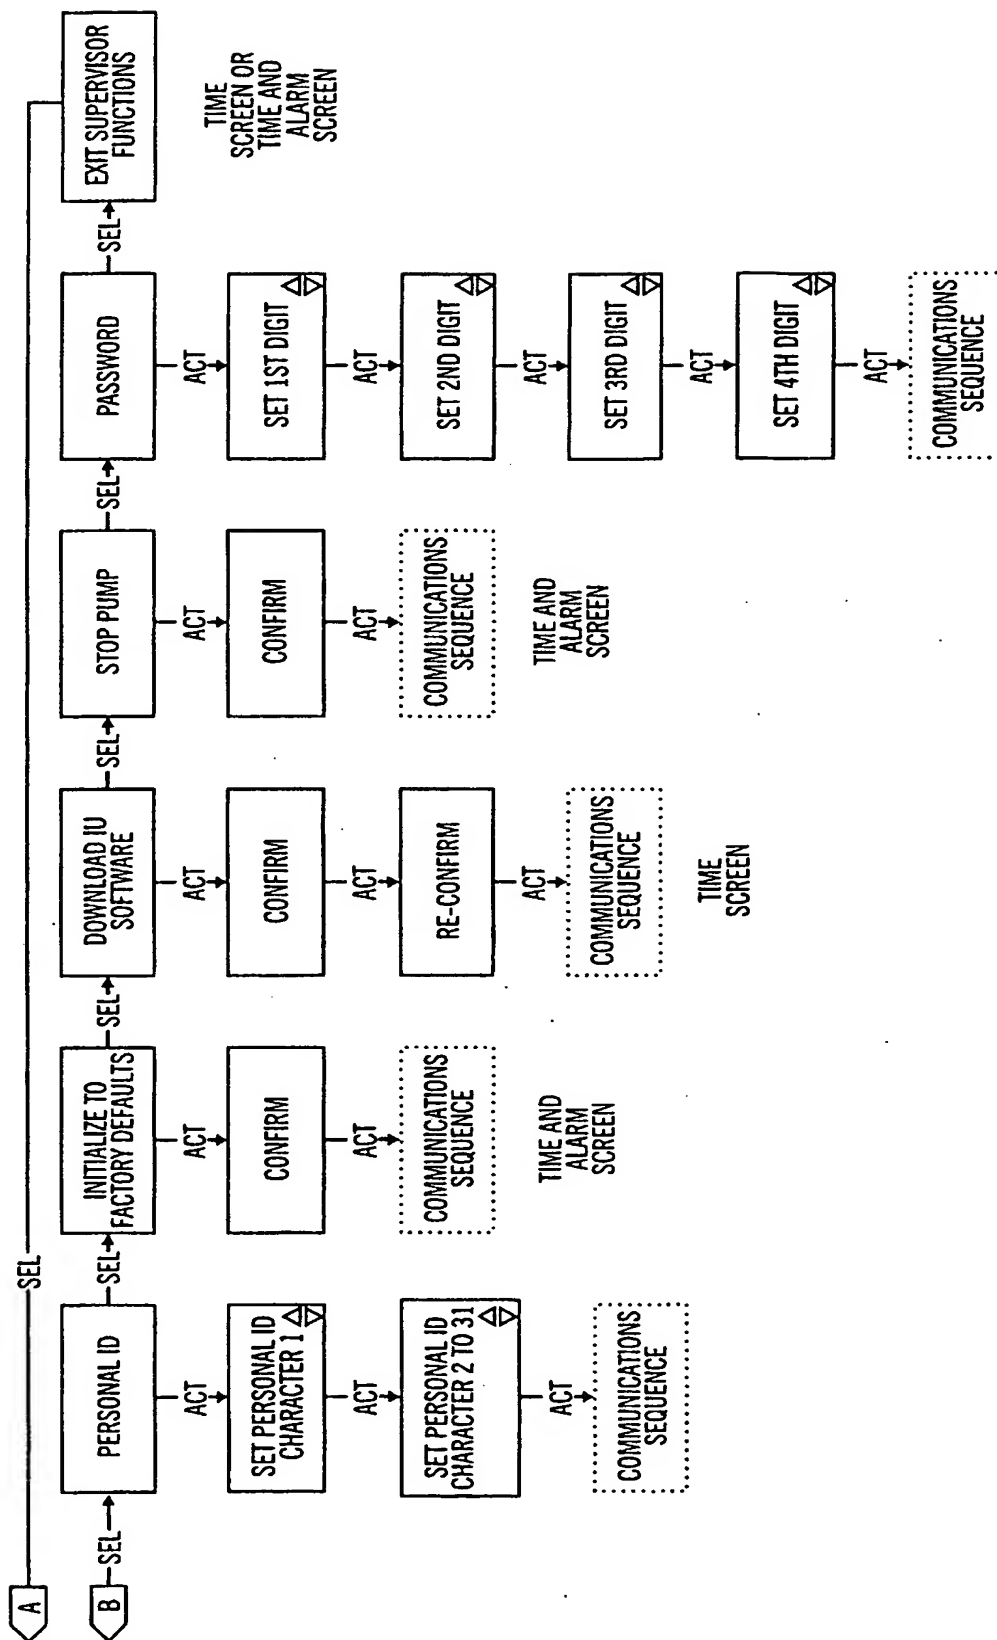 A
SEL
B
SEL
PERSONAL ID
SEL
INITIALIZE TO
FACTORY DEFAULTS
SEL
DOWNLOAD IU
SOFTWARE
SEL
STOP PUMP
SEL
PASSWORD
SEL
EXIT SUPERVISOR
FUNCTIONS
ACT
ACT
ACT
ACT
ACT
TIME
SCREEN OR
TIME AND
ALARM
SCREEN
SET PERSONAL ID
CHARACTER 1
CONFIRM
CONFIRM
CONFIRM
SET 1ST DIGIT
ACT
ACT
ACT
ACT
ACT
SET PERSONAL ID
CHARACTER 2 TO 31
COMMUNICATIONS
SEQUENCE
RE-CONFIRM
COMMUNICATIONS
SEQUENCE
SET 2ND DIGIT
ACT
TIME AND
ALARM
SCREEN
ACT
TIME AND
ALARM
SCREEN
ACT
COMMUNICATIONS
SEQUENCE
COMMUNICATIONS
SEQUENCE
SET 3RD DIGIT
TIME
SCREEN
ACT
SET 4TH DIGIT
ACT
COMMUNICATIONS
SEQUENCE